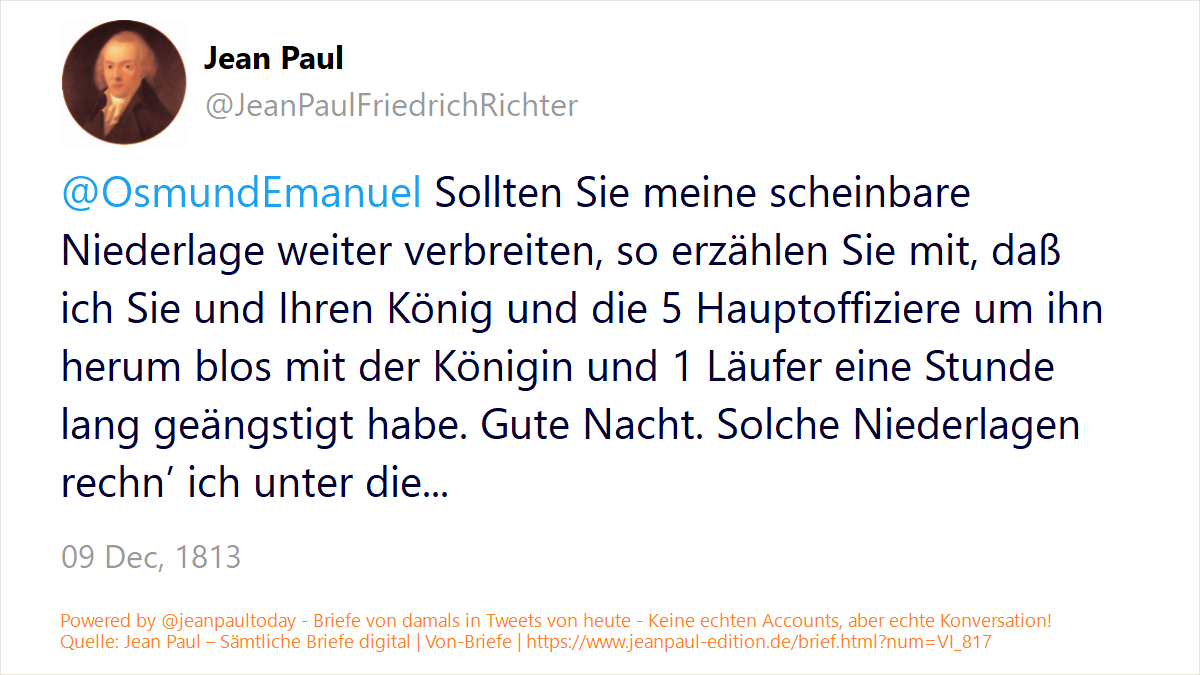 Jean Paul
@JeanPaulFriedrichRichter
@OsmundEmanuel Sollten Sie meine scheinbare
Niederlage weiter verbreiten, so erzählen Sie mit, daß
ich Sie und Ihren König und die 5 Hauptoffiziere um ihn
herum blos mit der Königin und 1 Läufer eine Stunde
lang geängstigt habe. Gute Nacht. Solche Niederlagen
rechn’ ich unter die...
09 Dec, 1813
Powered by @jeanpaultoday - Briefe von damals in Tweets von heute - Keine echten Accounts, aber echte Konversation!
Quelle: Jean Paul – Sämtliche Briefe digital | Von-Briefe | https://www.jeanpaul-edition.de/brief.html?num=VI_817